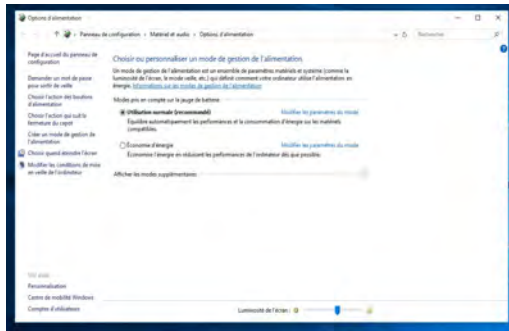 Options d'alimentation
Panneau de configuration › Matériel et audio › Options d'alimentation
Rechercher
Page d'accueil du panneau de
configuration
Demander un mot de passe
pour sortir de veille
Choisir l'action des boutons
d'alimentation
Choisir l'action qui suit la
fermeture du capot
Créer un mode de gestion de
l'alimentation
Choisir quand éteindre l'écran
Modifier les conditions de mise
en veille de l'ordinateur
Choisir ou personnaliser un mode de gestion de l'alimentation
Un mode de gestion de l'alimentation est un ensemble de paramètres matériels et système (comme la
luminosité de l'écran, le mode veille, etc.) qui définit comment votre ordinateur utilise l'alimentation en
énergie. Informations sur les modes de gestion de l'alimentation
Modes pris en compte sur la jauge de batterie
Utilisation normale (recommandé) Modifier les paramètres du mode
Équilibre automatiquement les performances et la consommation d'énergie sur les matériels
compatibles.
Économie d'énergie Modifier les paramètres du mode
Économise l'énergie en réduisant les performances de l'ordinateur dès que possible.
Afficher les modes supplémentaires
Voir aussi
Personnalisation
Centre de mobilité Windows
Comptes d'utilisateurs
Luminosité de l'écran :